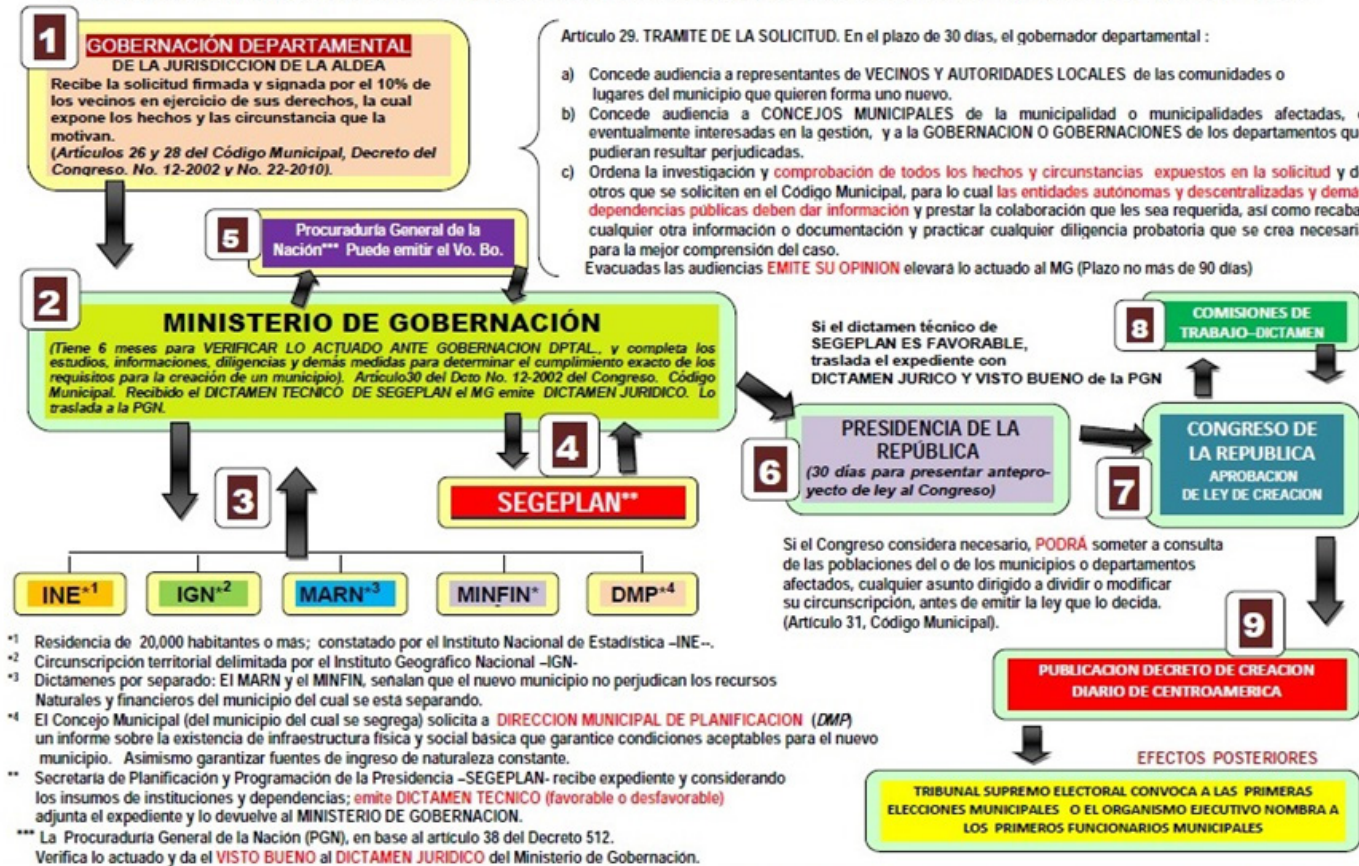 1
GOBERNACIÓN DEPARTAMENTAL
DE LA JURISDICCION DE LA ALDEA
Recibe la solicitud firmada y signada por el 10% de
los vecinos en ejercicio de sus derechos, la cual
expone los hechos y las circunstancia que la
motivan.
(Artículos 26 y 28 del Código Municipal, Decreto del
Congreso. No. 12-2002 y No. 22-2010).
Artículo 29. TRAMITE DE LA SOLICITUD. En el plazo de 30 días, el gobernador departamental :
a) Concede audiencia a representantes de VECINOS Y AUTORIDADES LOCALES de las comunidades o
lugares del municipio que quieren forma uno nuevo.
b) Concede audiencia a CONCEJOS MUNICIPALES de la municipalidad o municipalidades afectadas,
eventualmente interesadas en la gestión, y a la GOBERNACION O GOBERNACIONES de los departamentos qu
pudieran resultar perjudicadas.
c) Ordena la investigación y comprobación de todos los hechos y circunstancias expuestos en la solicitud y d
otros que se soliciten en el Código Municipal, para lo cual las entidades autónomas y descentralizadas y demá
dependencias públicas deben dar información y prestar la colaboración que les sea requerida, así como recaba
cualquier otra información o documentación y practicar cualquier diligencia probatoria que se crea necesari
para la mejor comprensión del caso.
Evacuadas las audiencias EMITE SU OPINION elevará lo actuado al MG (Plazo no más de 90 días)
5
Procuraduría General de la
Nación*** Puede emitir el Vo. Bo.
2
MINISTERIO DE GOBERNACIÓN
(Tiene 6 meses para VERIFICAR LO ACTUADO ANTE GOBERNACION DPTAL., y completa los
estudios, informaciones, diligencias y demás medidas para determinar el cumplimiento exacto de los
requisitos para la creación de un municipio). Artículo30 del Dcto No. 12-2002 del Congreso. Código
Municipal. Recibido el DICTAMEN TECNICO DE SEGEPLAN el MG emite DICTAMEN JURIDICO. Lo
traslada a la PGN.
Si el dictamen técnico de
SEGEPLAN ES FAVORABLE,
traslada el expediente con
DICTAMEN JURICO Y VISTO BUENO de la PGN
8
COMISIONES DE
TRABAJO–DICTAMEN
3
4
SEGEPLAN**
6
PRESIDENCIA DE LA
REPÚBLICA
(30 días para presentar antepro-
yecto de ley al Congreso)
7
CONGRESO DE
LA REPUBLICA
APROBACION
DE LEY DE CREACION
INE*1
IGN*2
MARN*3
MINFIN*
DMP*4
Si el Congreso considera necesario, PODRÁ someter a consulta
de las poblaciones del o de los municipios o departamentos
afectados, cualquier asunto dirigido a dividir o modificar
su circunscripción, antes de emitir la ley que lo decida.
(Artículo 31, Código Municipal).
*1 Residencia de 20,000 habitantes o más; constatado por el Instituto Nacional de Estadística –INE--.
*2 Circunscripción territorial delimitada por el Instituto Geográfico Nacional –IGN-
*3 Dictámenes por separado: El MARN y el MINFIN, señalan que el nuevo municipio no perjudican los recursos
Naturales y financieros del municipio del cual se está separando.
*4 El Concejo Municipal (del municipio del cual se segrega) solicita a DIRECCION MUNICIPAL DE PLANIFICACION (DMP)
un informe sobre la existencia de infraestructura física y social básica que garantice condiciones aceptables para el nuevo
municipio. Asimismo garantizar fuentes de ingreso de naturaleza constante.
** Secretaría de Planificación y Programación de la Presidencia –SEGEPLAN- recibe expediente y considerando
los insumos de instituciones y dependencias; emite DICTAMEN TECNICO (favorable o desfavorable)
adjunta el expediente y lo devuelve al MINISTERIO DE GOBERNACION.
*** La Procuraduría General de la Nación (PGN), en base al artículo 38 del Decreto 512.
Verifica lo actuado y da el VISTO BUENO al DICTAMEN JURIDICO del Ministerio de Gobernación.
9
PUBLICACION DECRETO DE CREACION
DIARIO DE CENTROAMERICA
EFECTOS POSTERIORES
TRIBUNAL SUPREMO ELECTORAL CONVOCA A LAS PRIMERAS
ELECCIONES MUNICIPALES O EL ORGANISMO EJECUTIVO NOMBRA A
LOS PRIMEROS FUNCIONARIOS MUNICIPALES